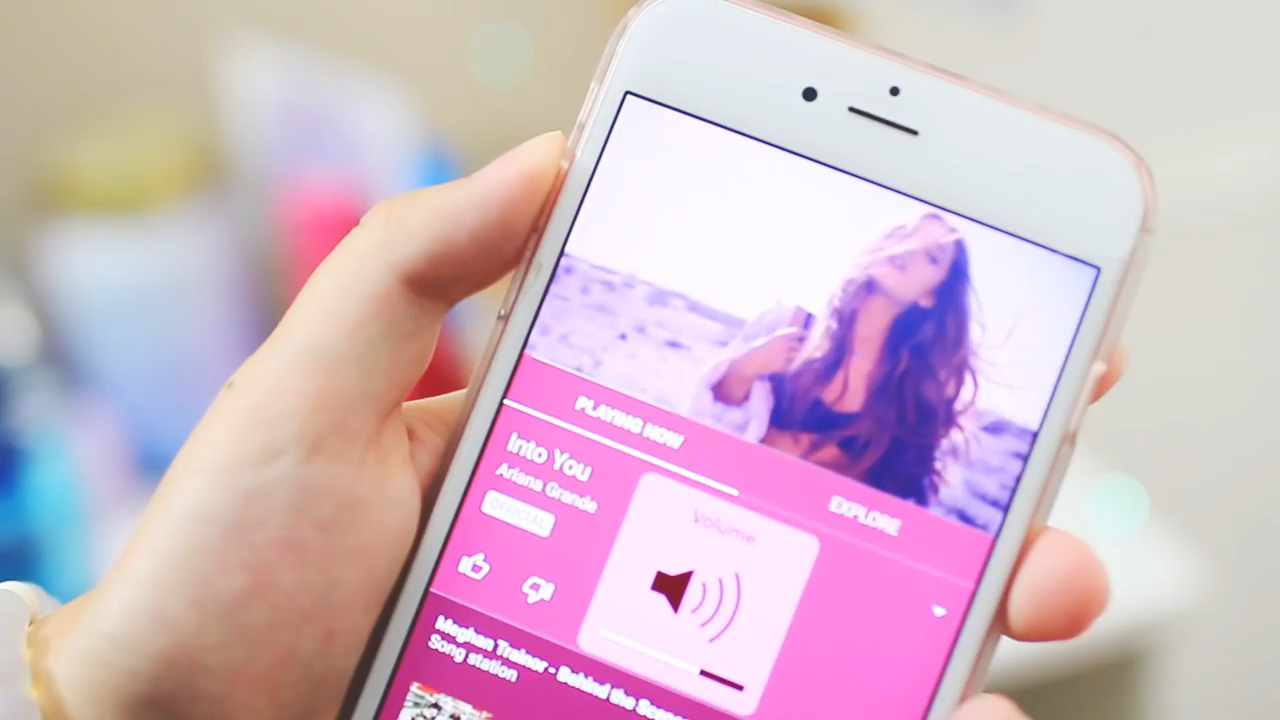 PLAYING NOW
EXPLORE
Into You
Ariana Grande
OFFICIAL
Volume
Meghan Trainor - Behind the Scenes
Song station